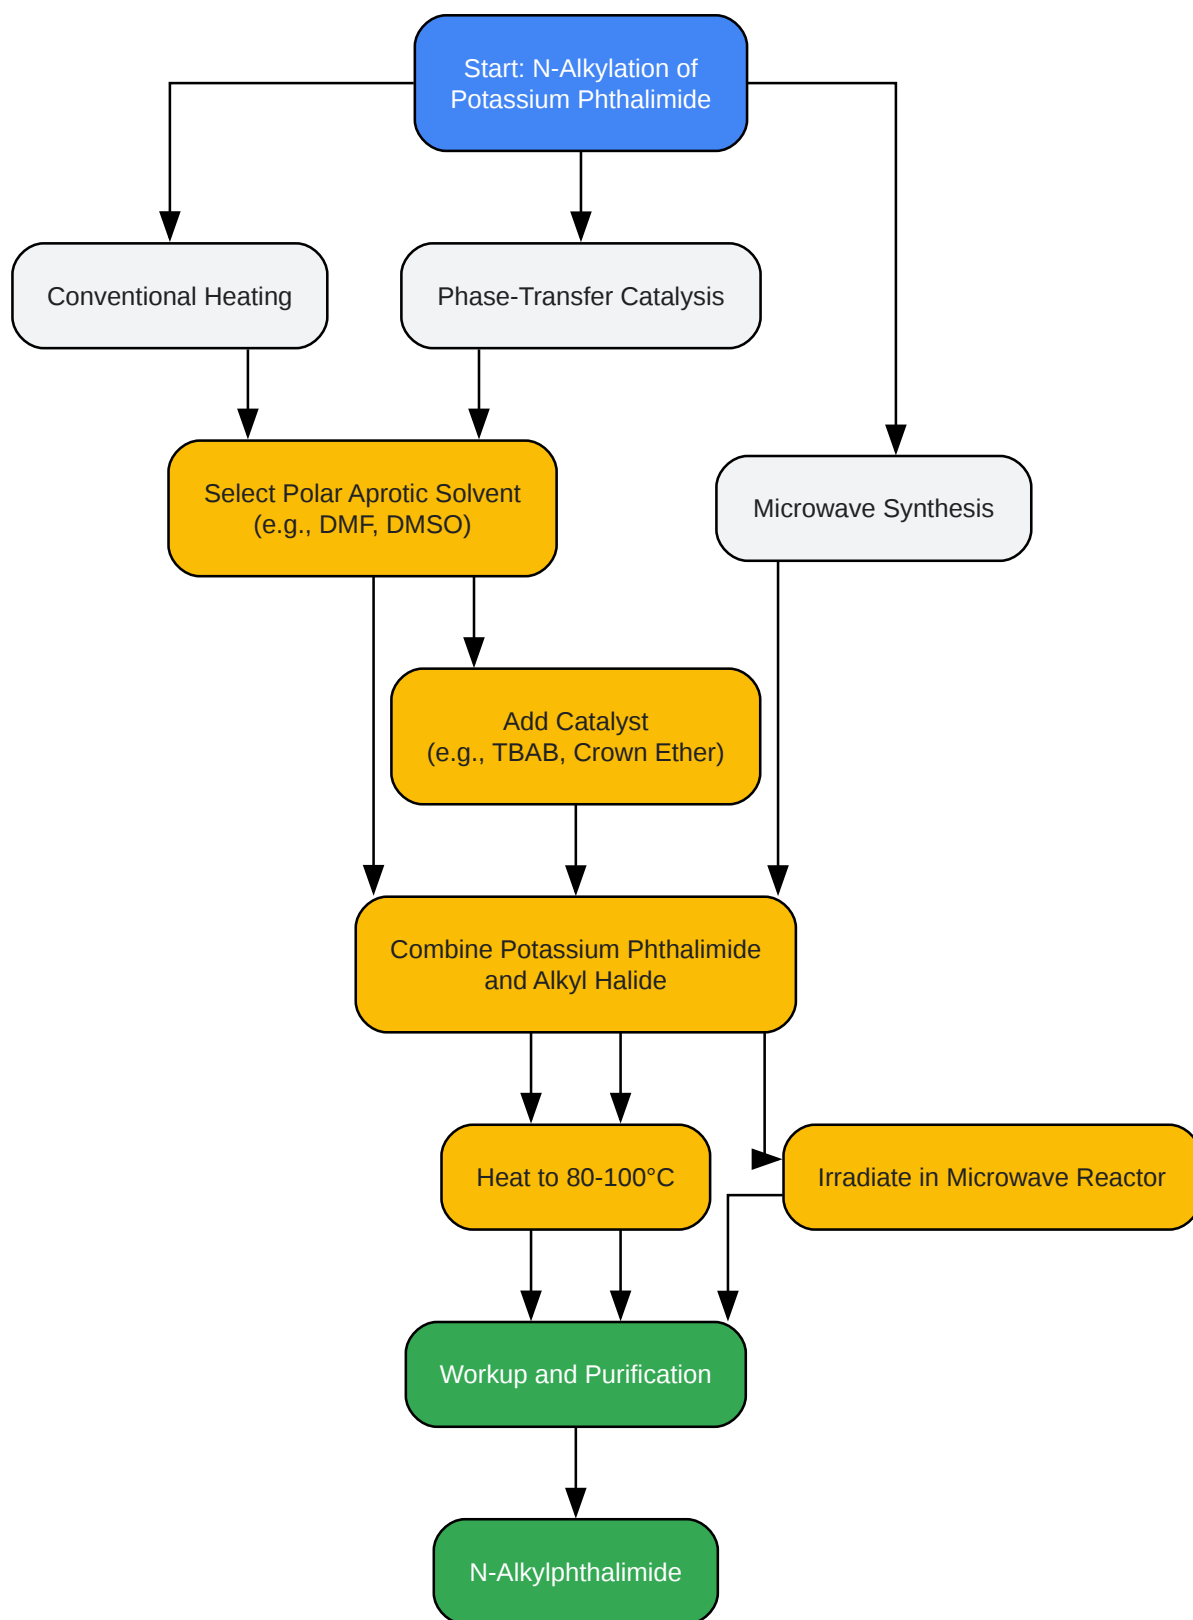 Start: N-Alkylation of
Potassium Phthalimide
Conventional Heating
Phase-Transfer Catalysis
Select Polar Aprotic Solvent
(e.g., DMF, DMSO)
Microwave Synthesis
Add Catalyst
(e.g., TBAB, Crown Ether)
Combine Potassium Phthalimide
and Alkyl Halide
Heat to 80-100°C
Irradiate in Microwave Reactor
Workup and Purification
N-Alkylphthalimide